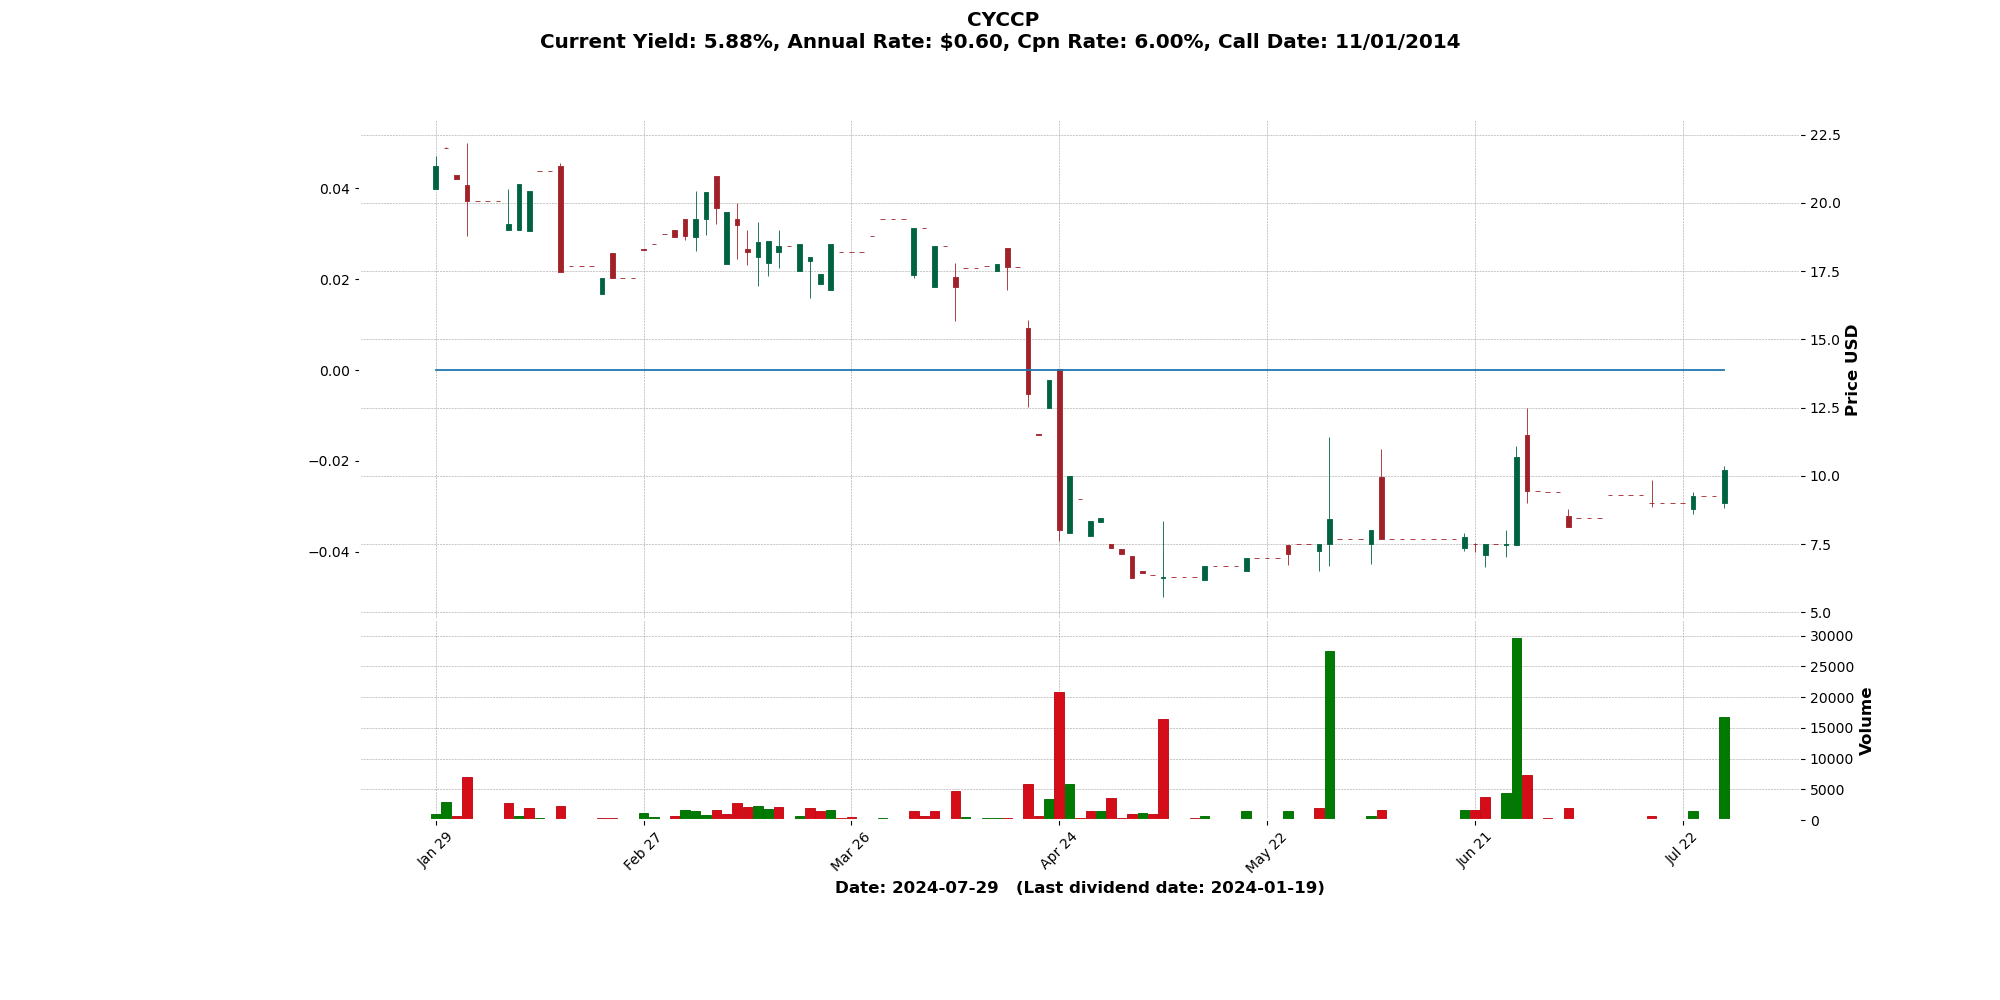 CYCCP
Current Yield: 5.88%, Annual Rate: $0.60, Cpn Rate: 6.00%, Call Date: 11/01/2014
0.04
0.02
0.00
−0.02
−0.04
22.5
20.0
17.5
15.0
12.5
10.0
7.5
5.0
Price USD
30000
25000
20000
15000
10000
5000
0
Volume
Jan 29
Feb 27
Mar 26
Apr 24
May 22
Jun 21
Jul 22
Date: 2024-07-29   (Last dividend date: 2024-01-19)